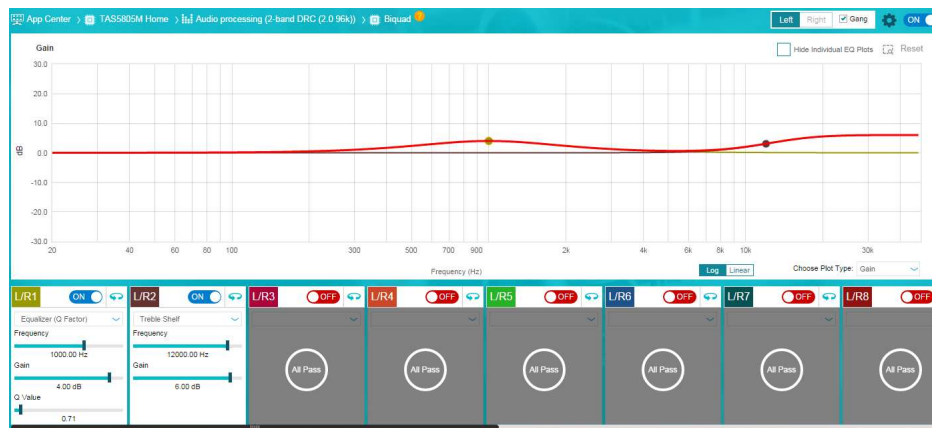 App Center > TAS5805M Home > Audio processing (2-band DRC (2.0 96k)) > Biquad ?
Left Right Gang ON
Gain
Hide Individual EQ Plots Reset
30.0
20.0
10.0
0.0
-10.0
-20.0
-30.0
dB
20 40 60 80 100 300 500 700 900 2k 4k 6k 8k 10k 30k
Frequency (Hz)
Log Linear
Choose Plot Type: Gain
L/R1 ON L/R2 ON L/R3 OFF L/R4 OFF L/R5 OFF L/R6 OFF L/R7 OFF L/R8 OFF
Equalizer (Q Factor) Treble Shelf
Frequency Frequency
1000.00 Hz 12000.00 Hz
Gain Gain
All Pass All Pass All Pass All Pass All Pass All Pass
4.00 dB 6.00 dB
Q Value
0.71